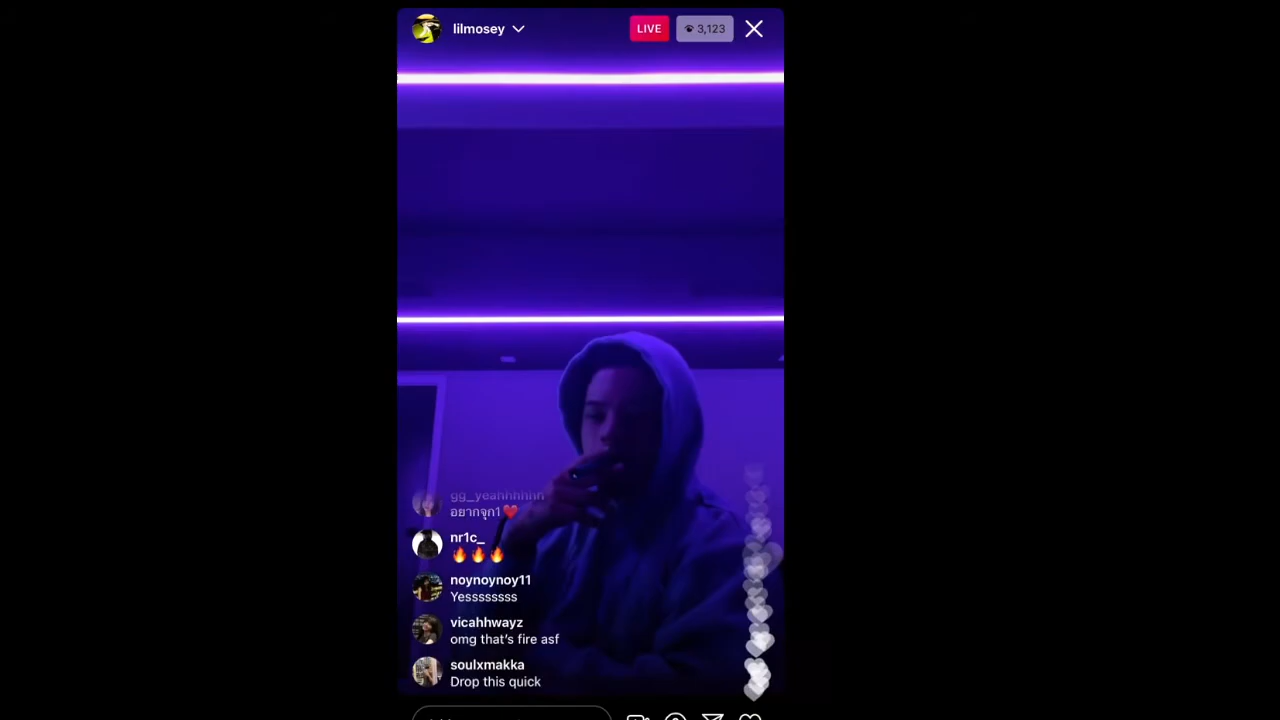 lilmosey
LIVE
3,123
gg_yeahhhhhh
อยากจุก1❤️
nr1c_
🔥🔥🔥
noynoynoy11
Yessssssss
vicahhwayz
omg that's fire asf
soulxmakka
Drop this quick